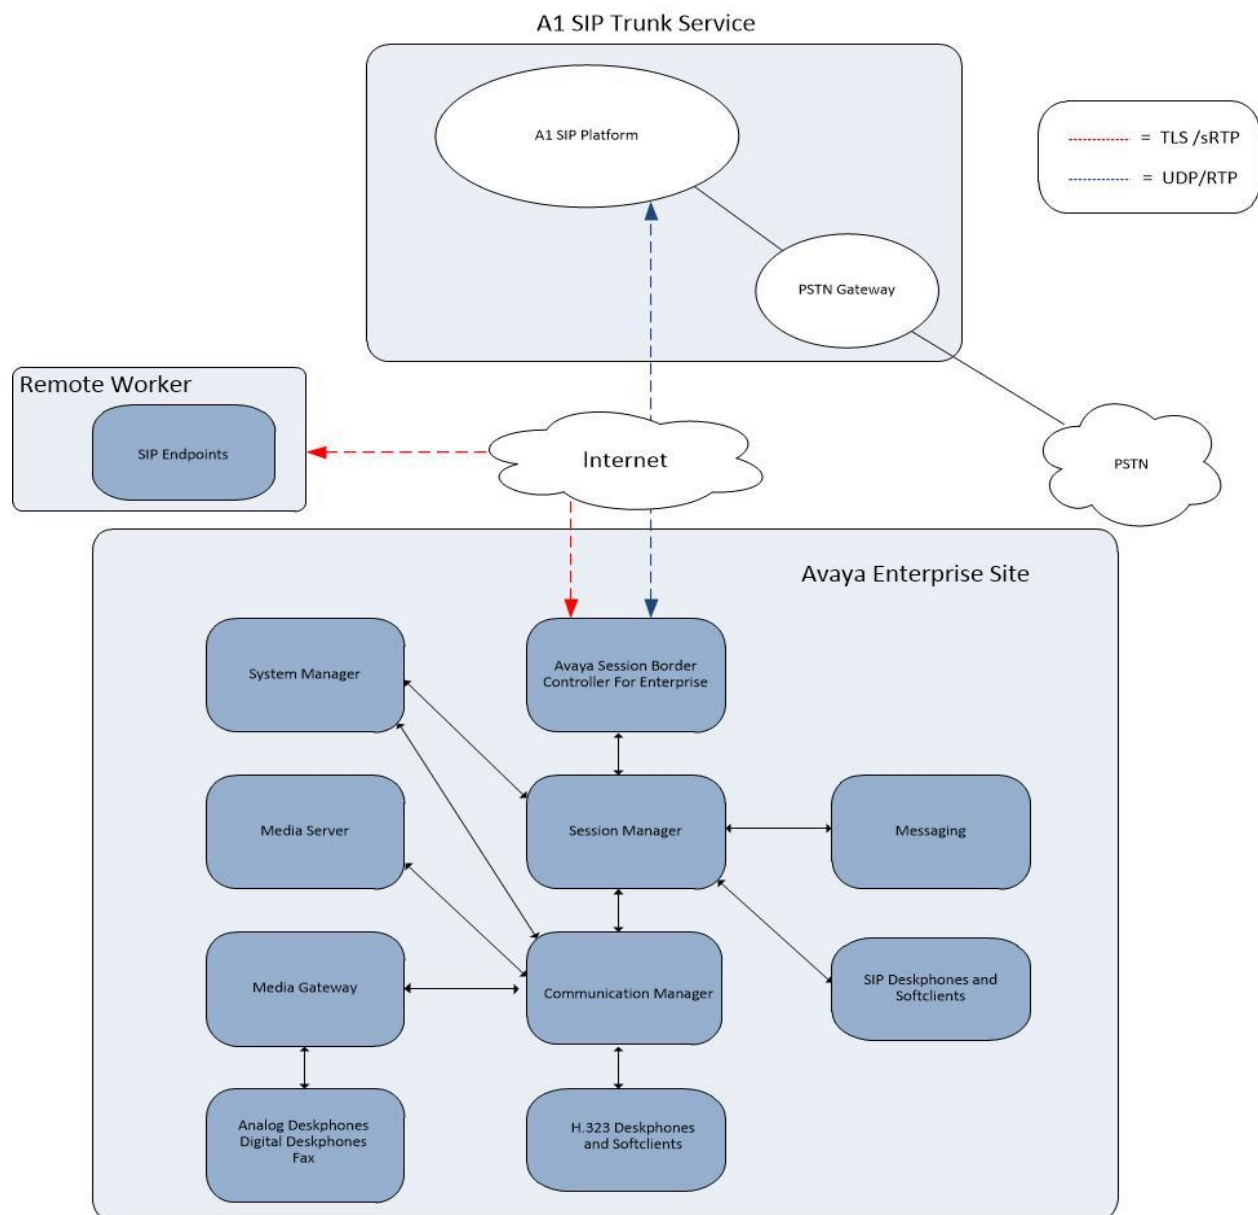 A1 SIP Trunk Service
A1 SIP Platform
= TLS /sRTP
= UDP/RTP
PSTN Gateway
Remote Worker
SIP Endpoints
Internet
PSTN
Avaya Enterprise Site
System Manager
Avaya Session Border
Controller For Enterprise
Media Server
Session Manager
Messaging
Media Gateway
Communication Manager
SIP Deskphones and
Softclients
Analog Deskphones
Digital Deskphones
Fax
H.323 Deskphones
and Softclients